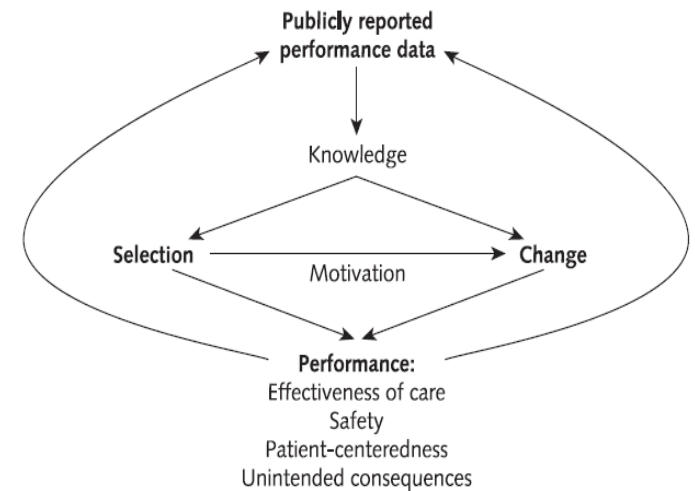 Publicly reported
performance data
Knowledge
Selection
Change
Motivation
Performance:
Effectiveness of care
Safety
Patient-centeredness
Unintended consequences